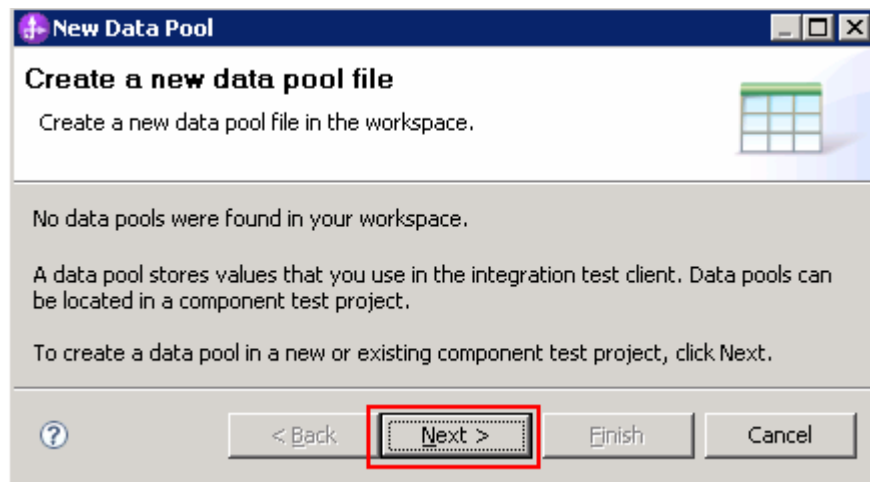 New Data Pool
Create a new data pool file
Create a new data pool file in the workspace.
No data pools were found in your workspace.
A data pool stores values that you use in the integration test client. Data pools can
be located in a component test project.
To create a data pool in a new or existing component test project, click Next.
? < Back Next > Finish Cancel